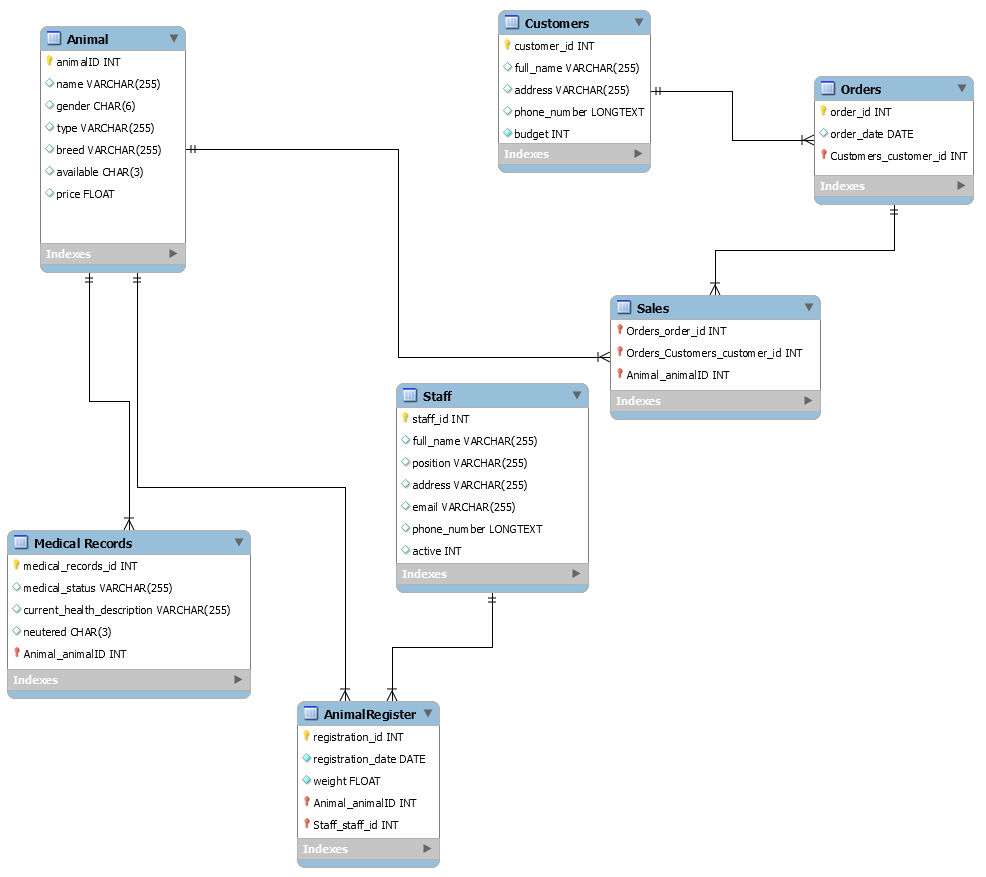 Animal
animalID INT
name VARCHAR(255)
gender CHAR(6)
type VARCHAR(255)
breed VARCHAR(255)
available CHAR(3)
price FLOAT
Indexes
Customers
customer_id INT
full_name VARCHAR(255)
address VARCHAR(255)
phone_number LONGTEXT
budget INT
Indexes
Orders
order_id INT
order_date DATE
Customers_customer_id INT
Indexes
Sales
Orders_order_id INT
Orders_Customers_customer_id INT
Animal_animalID INT
Indexes
Staff
staff_id INT
full_name VARCHAR(255)
position VARCHAR(255)
address VARCHAR(255)
email VARCHAR(255)
phone_number LONGTEXT
active INT
Indexes
Medical Records
medical_records_id INT
medical_status VARCHAR(255)
current_health_description VARCHAR(255)
neutered CHAR(3)
Animal_animalID INT
Indexes
AnimalRegister
registration_id INT
registration_date DATE
weight FLOAT
Animal_animalID INT
Staff_staff_id INT
Indexes